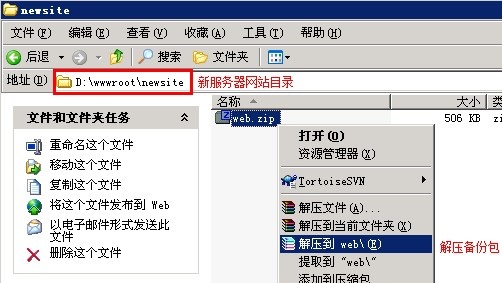 newsite
文件(F) 编辑(E) 查看(V) 收藏(A) 工具(T) 帮助(H)
后退 搜索 文件夹
地址(D) D:\wwwroot\newsite 新服务器网站目录
名称 大小 类
文件和文件夹任务
重命名这个文件
移动这个文件
复制这个文件
将这个文件发布到 Web
以电子邮件形式发送此
文件
删除这个文件
web.zip 506 KB zi
打开(O)
资源管理器(X)
TortoiseSVN
解压文件(A)...
解压到当前文件夹(X)
解压到 web\(E) 解压备份包
提取到 "web\"
添加到压缩包